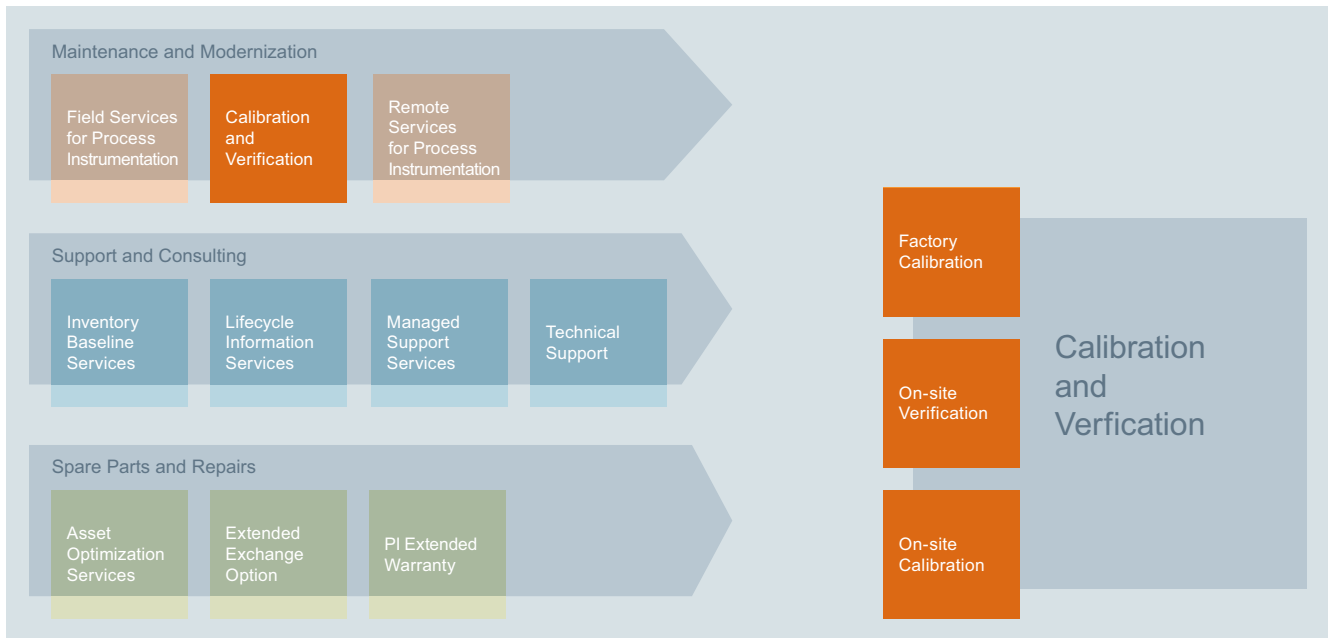 Maintenance and Modernization
Field Services
for Process
Instrumentation
Calibration
and
Verification
Remote
Services
for Process
Instrumentation
Support and Consulting
Inventory
Baseline
Services
Lifecycle
Information
Services
Managed
Support
Services
Technical
Support
Spare Parts and Repairs
Asset
Optimization
Services
Extended
Exchange
Option
PI Extended
Warranty
Factory
Calibration
On-site
Verification
On-site
Calibration
Calibration
and
Verfication